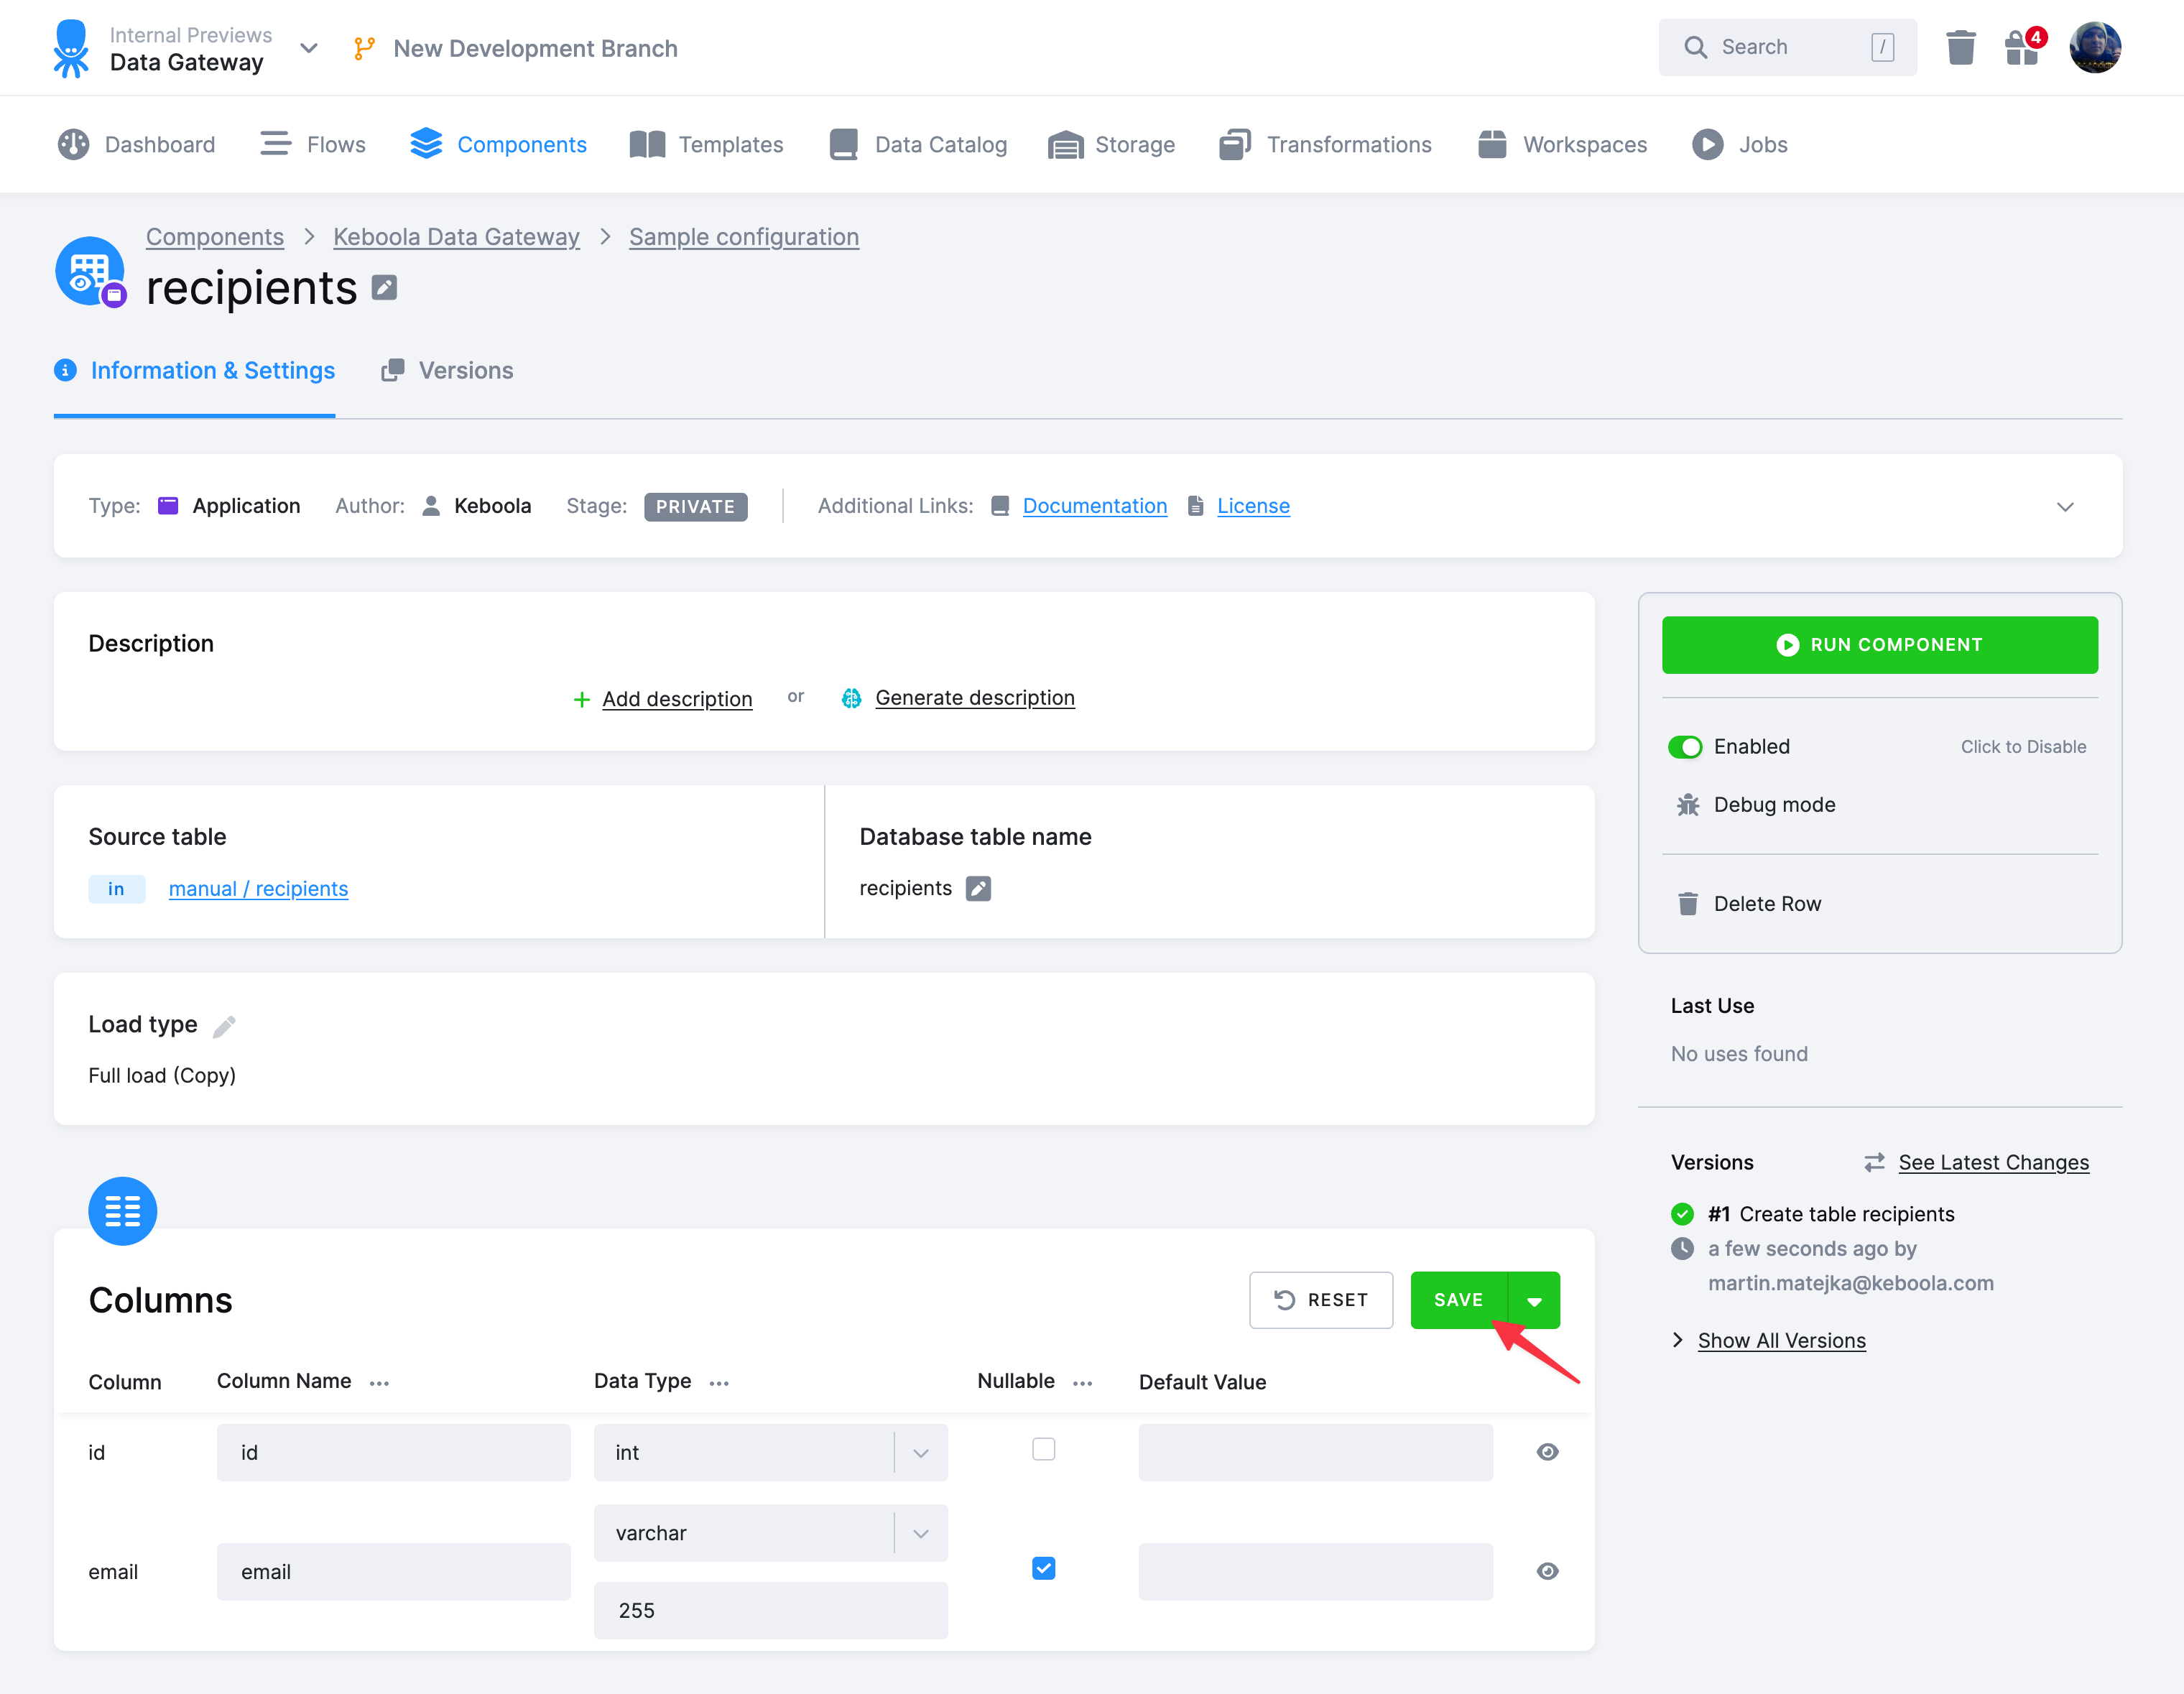 Internal Previews
Data Gateway
New Development Branch
Search /
4
Dashboard Flows Components Templates Data Catalog Storage Transformations Workspaces Jobs
Components > Keboola Data Gateway > Sample configuration
recipients
Information & Settings Versions
Type: Application Author: Keboola Stage: PRIVATE Additional Links: Documentation License
Description
Add description or Generate description
RUN COMPONENT
Enabled Click to Disable
Debug mode
Delete Row
Source table
in manual / recipients
Database table name
recipients
Load type
Full load (Copy)
Last Use
No uses found
Versions See Latest Changes
#1 Create table recipients
a few seconds ago by
martin.matejka@keboola.com
Show All Versions
Columns RESET SAVE
Column Column Name ... Data Type ... Nullable ... Default Value
id id int
email email varchar
255